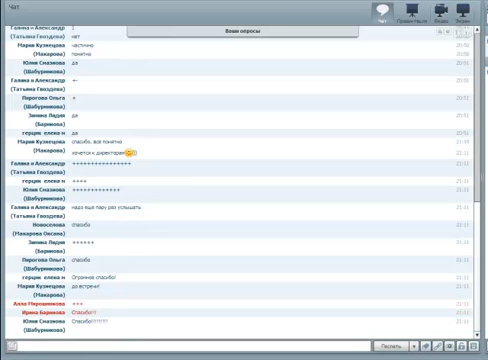 Чат
Чат Презентация Видео Экран
Ваши опросы
Галина и Александр
(Татьяна Гвоздева) нет
Мария Кузнецова частично
(Макарова) понятно
Юлия Смазнова да
(Шабурникова)
Галина и Александр +-
(Татьяна Гвоздева)
Пирогова Ольга +
(Шабурникова)
Зинина Лидия да
(Баринова)
герцик елена м да
Мария Кузнецова спасибо, все понятно
(Макарова) хочется к директорам
Галина и Александр ++++++++++++++++
(Татьяна Гвоздева)
герцик елена м ++++
Юлия Смазнова +++++++++++++
(Шабурникова)
Галина и Александр надо еще пару раз услышать
(Татьяна Гвоздева)
Новоселова спасибо
(Макарова Оксана)
Зинина Лидия ++++++
(Баринова)
Пирогова Ольга спасибо
(Шабурникова)
герцик елена м Огромное спасибо!
Мария Кузнецова до встречи!
(Макарова)
Алла Мирошникова +++
Ирина Баринова Спасибо!!!
Юлия Смазнова Спасибо!!!!!!!
(Шабурникова)
Послать